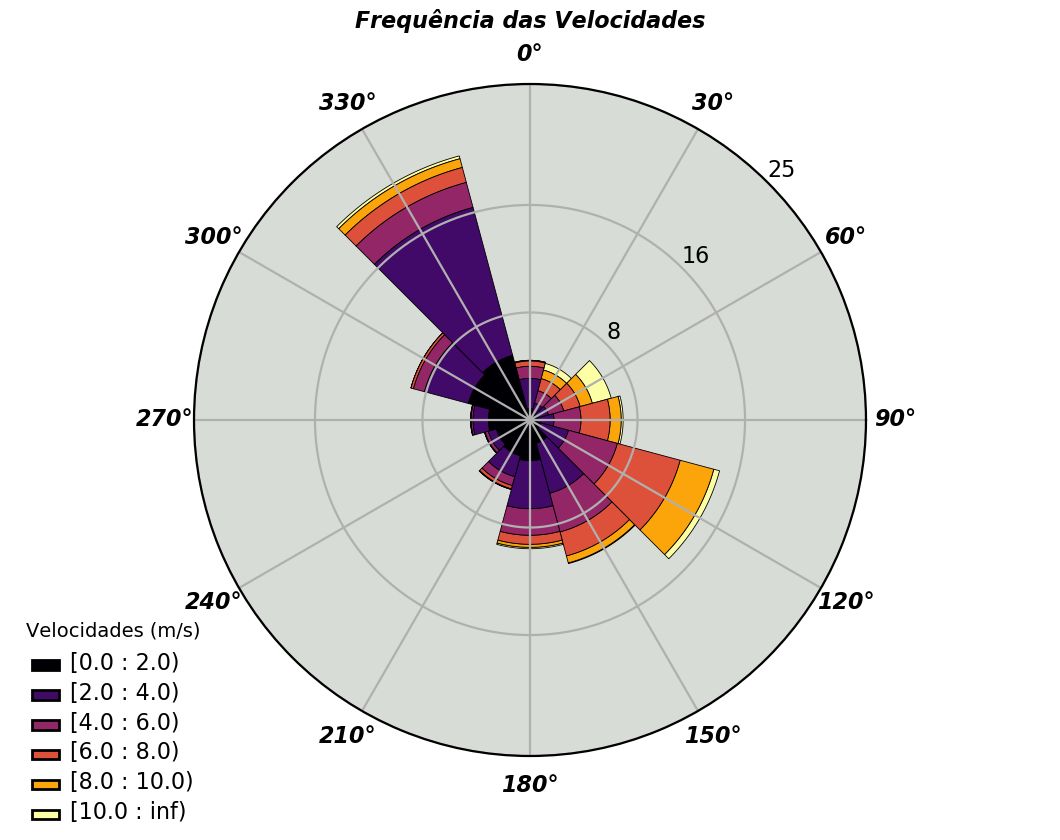 Frequência das Velocidades
0°
330°
30°
25
300°
60°
16
8
270°
90°
240°
120°
210°
150°
180°
Velocidades (m/s)
[0.0 : 2.0)
[2.0 : 4.0)
[4.0 : 6.0)
[6.0 : 8.0)
[8.0 : 10.0)
[10.0 : inf)